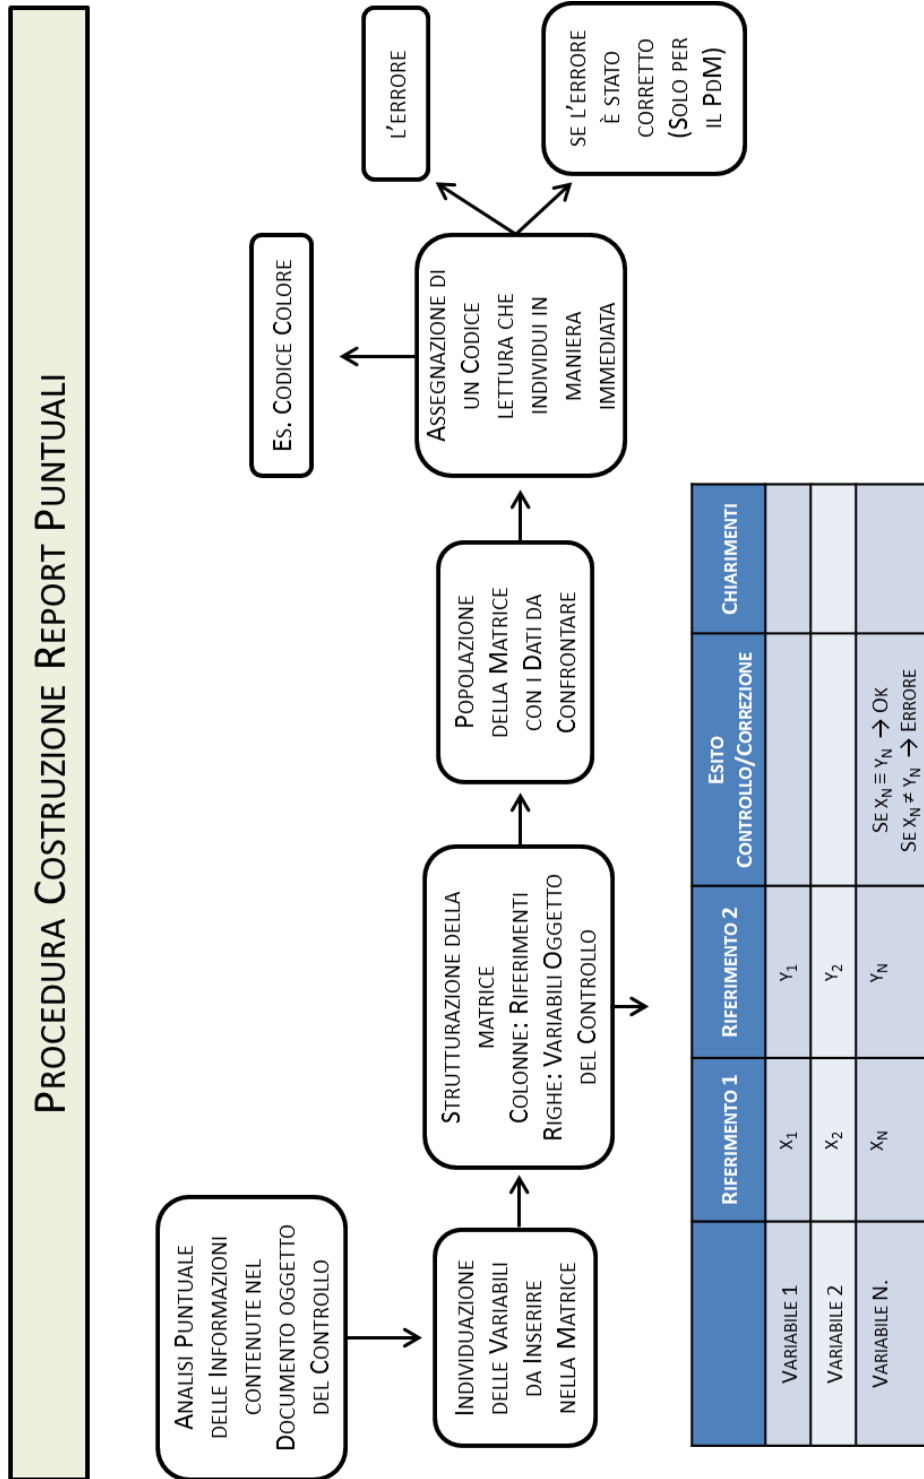 PROCEDURA COSTRUZIONE REPORT PUNTUALI
ANALISI PUNTUALE
DELLE INFORMAZIONI
CONTENUTE NEL
DOCUMENTO OGGETTO
DEL CONTROLLO
INDIVIDUAZIONE
DELLE VARIABILI
DA INSERIRE
NELLA MATRICE
STRUTTURAZIONE DELLA
MATRICE
COLONNE: RIFERIMENTI
RIGHE: VARIABILI OGGETTO
DEL CONTROLLO
POPOLAZIONE
DELLA MATRICE
CON I DATI DA
CONFRONTARE
ASSEGNAZIONE DI
UN CODICE
LETTURA CHE
INDIVIDUI IN
MANIERA
IMMEDIATA
ES. CODICE COLORE
L'ERRORE
SE L'ERRORE
È STATO
CORRETTO
(SOLO PER
IL PDM)
RIFERIMENTO 1 RIFERIMENTO 2 ESITO CONTROLLO/CORREZIONE CHIARIMENTI
VARIABILE 1 X1 Y1
VARIABILE 2 X2 Y2
VARIABILE N. XN YN SE XN ≡ YN → OK
SE XN ≠ YN → ERRORE